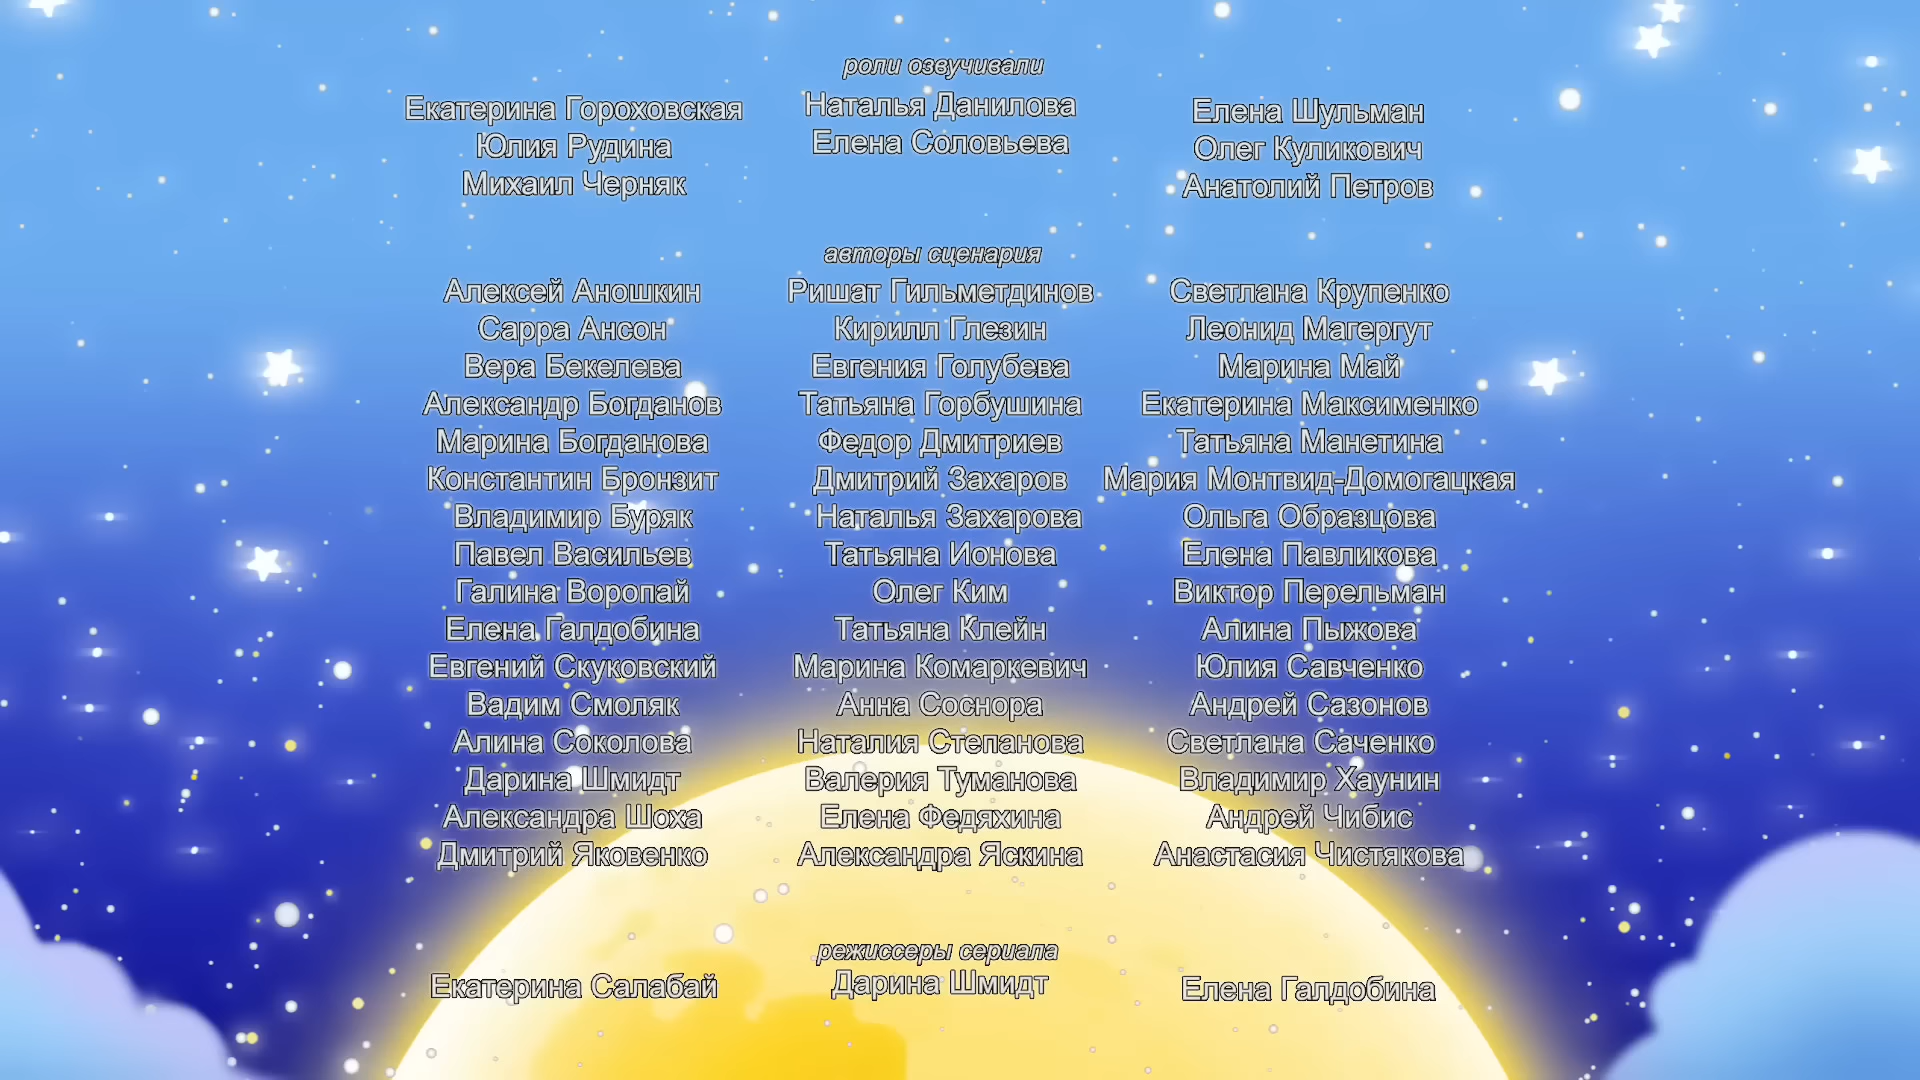 роли озвучивали
Екатерина Гороховская Наталья Данилова Елена Шульман
Юлия Рудина Елена Соловьева Олег Куликович
Михаил Черняк Анатолий Петров
авторы сценария
Алексей Аношкин Ришат Гильметдинов Светлана Крупенко
Сарра Ансон Кирилл Глезин Леонид Магергут
Вера Бекелева Евгения Голубева Марина Май
Александр Богданов Татьяна Горбушина Екатерина Максименко
Марина Богданова Федор Дмитриев Татьяна Манетина
Константин Бронзит Дмитрий Захаров Мария Монтвид-Домогацкая
Владимир Буряк Наталья Захарова Ольга Образцова
Павел Васильев Татьяна Ионова Елена Павликова
Галина Воропай Олег Ким Виктор Перельман
Елена Галдобина Татьяна Клейн Алина Пыжова
Евгений Скуковский Марина Комаркевич Юлия Савченко
Вадим Смоляк Анна Соснора Андрей Сазонов
Алина Соколова Наталия Степанова Светлана Саченко
Дарина Шмидт Валерия Туманова Владимир Хаунин
Александра Шоха Елена Федяхина Андрей Чибис
Дмитрий Яковенко Александра Яскина Анастасия Чистякова
режиссеры сериала
Екатерина Салабай Дарина Шмидт Елена Галдобина